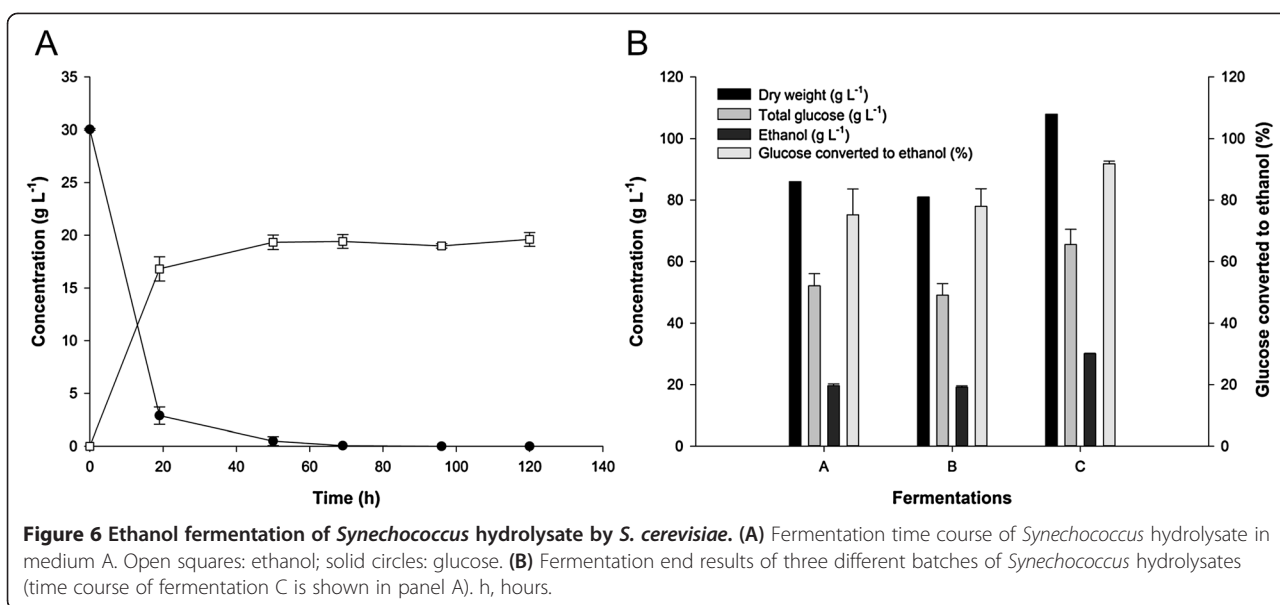 A
B
35
30
25
20
15
10
5
0
Concentration (g L⁻¹)
0 20 40 60 80 100 120 140
Time (h)
120
100
80
60
40
20
0
Concentration (g L⁻¹)
Dry weight (g L⁻¹)
Total glucose (g L⁻¹)
Ethanol (g L⁻¹)
Glucose converted to ethanol (%)
A B C
Fermentations
120
100
80
60
40
20
0
Glucose converted to ethanol (%)
Figure 6 Ethanol fermentation of Synechococcus hydrolysate by S. cerevisiae. (A) Fermentation time course of Synechococcus hydrolysate in
medium A. Open squares: ethanol; solid circles: glucose. (B) Fermentation end results of three different batches of Synechococcus hydrolysates
(time course of fermentation C is shown in panel A). h, hours.